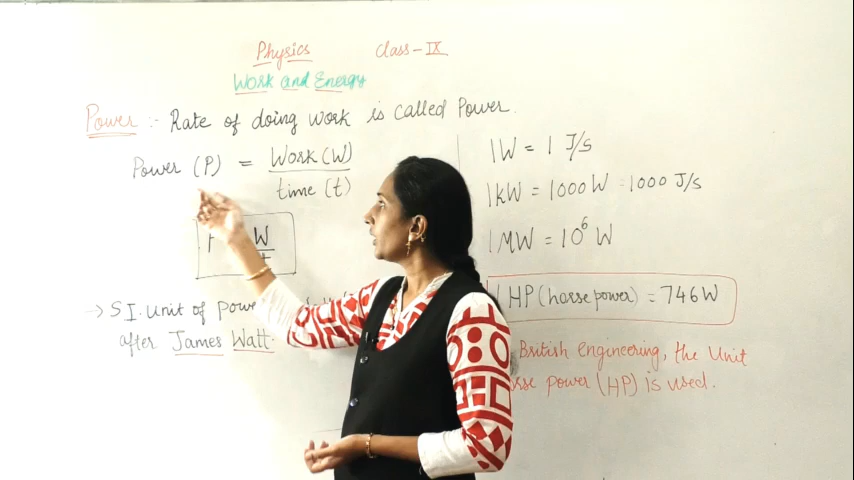 Physics Class-IX
Work and Energy
Power :- Rate of doing work is called Power.
Power (P) = Work (W)
time (t)
W
→ S.I. Unit of
after James Watt.
1W = 1 J/s
1kW = 1000W = 1000 J/s
1MW = 10⁶ W
1 HP (horse power) = 746W
British engineering, the Unit
power (HP) is used.